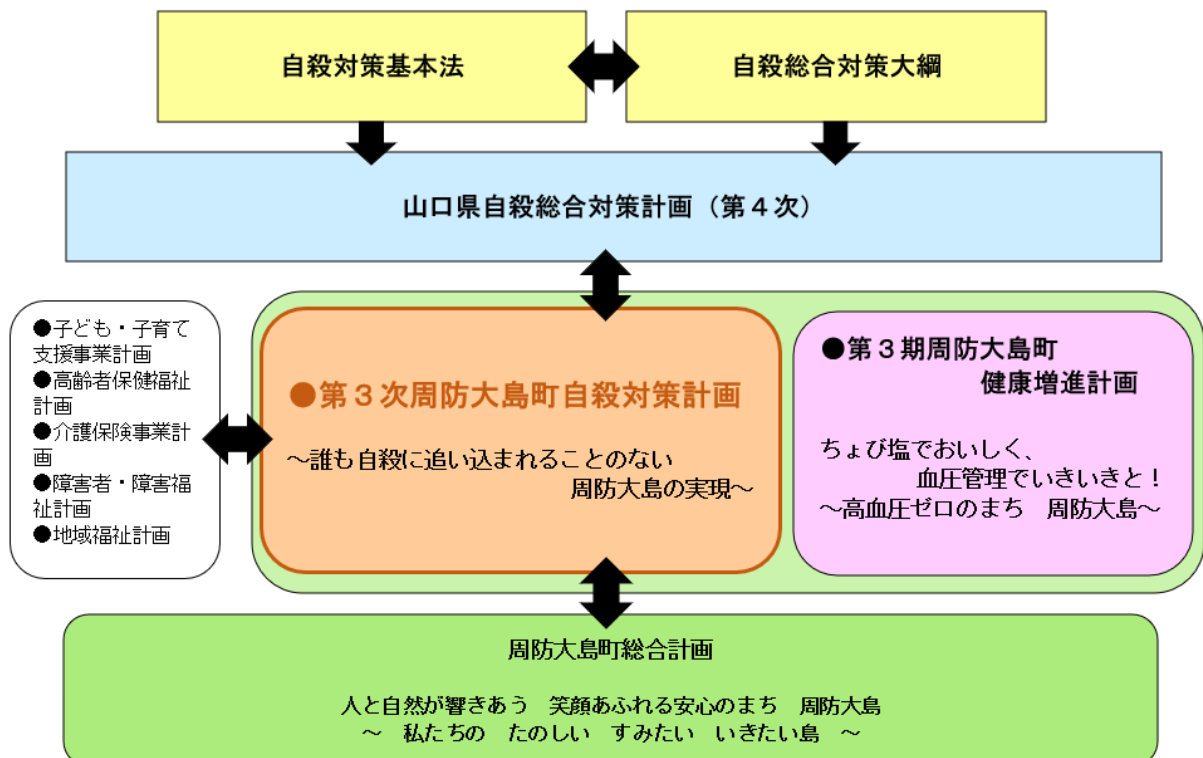 自殺対策基本法
自殺総合対策大綱
山口県自殺総合対策計画（第４次）
●子ども・子育て
支援事業計画
●高齢者保健福祉
計画
●介護保険事業計
画
●障害者・障害福
祉計画
●地域福祉計画
●第３次周防大島町自殺対策計画
～誰も自殺に追い込まれることのない
周防大島の実現～
●第３期周防大島町
健康増進計画
ちょび塩でおいしく、
血圧管理でいきいきと！
～高血圧ゼロのまち　周防大島～
周防大島町総合計画
人と自然が響きあう　笑顔あふれる安心のまち　周防大島
～　私たちの　たのしい　すみたい　いきたい島　～